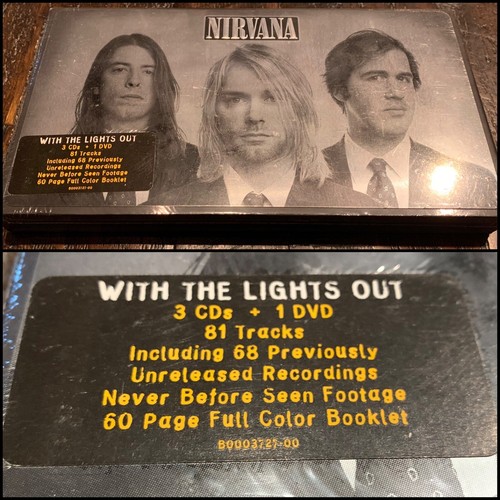 NIRVANA
WITH THE LIGHTS OUT
3 CDs + 1 DVD
81 Tracks
Including 68 Previously
Unreleased Recordings
Never Before Seen Footage
60 Page Full Color Booklet
B0003727-00
WITH THE LIGHTS OUT
3 CDs + 1 DVD
81 Tracks
Including 68 Previously
Unreleased Recordings
Never Before Seen Footage
60 Page Full Color Booklet
B0003727-00